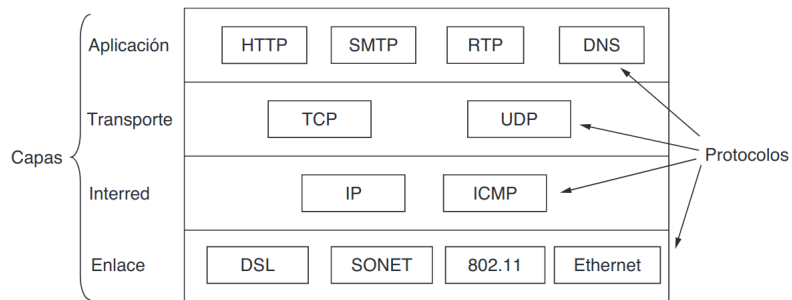 Aplicación HTTP SMTP RTP DNS
Transporte TCP UDP
Capas Protocolos
Interred IP ICMP
Enlace DSL SONET 802.11 Ethernet